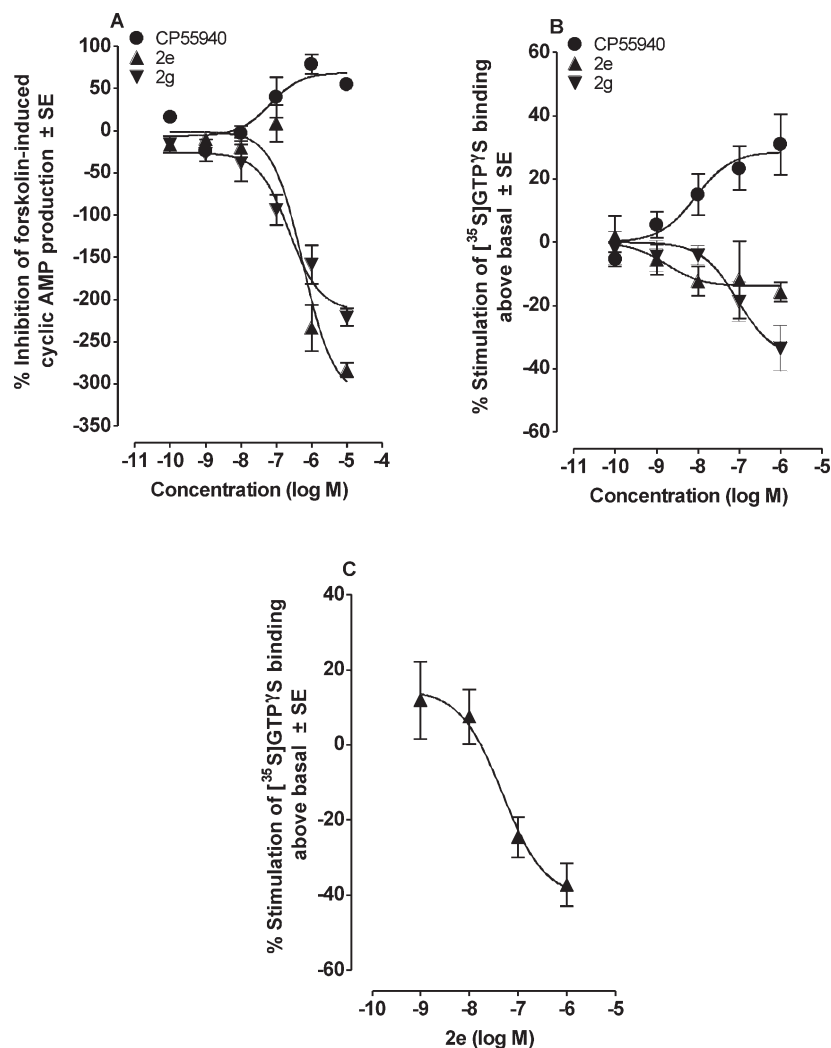 A
CP55940
2e
2g
% Inhibition of forskolin-induced
cyclic AMP production ± SE
100
50
0
-50
-100
-150
-200
-250
-300
-350
-11 -10 -9 -8 -7 -6 -5 -4
Concentration (log M)
B
CP55940
2e
2g
% Stimulation of [³⁵S]GTPγS binding
above basal ± SE
60
40
20
0
-20
-40
-60
-11 -10 -9 -8 -7 -6 -5
Concentration (log M)
C
% Stimulation of [³⁵S]GTPγS binding
above basal ± SE
40
20
0
-20
-40
-60
-10 -9 -8 -7 -6 -5
2e (log M)